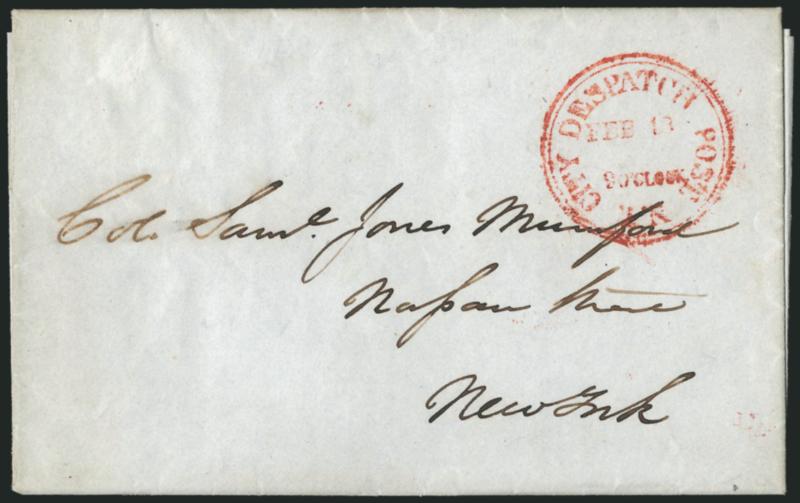 CITY DESPATCH POST
FEB 13
9 O'CLOCK
Col. Saml. Jones Mumford
Naſsau Street
New York